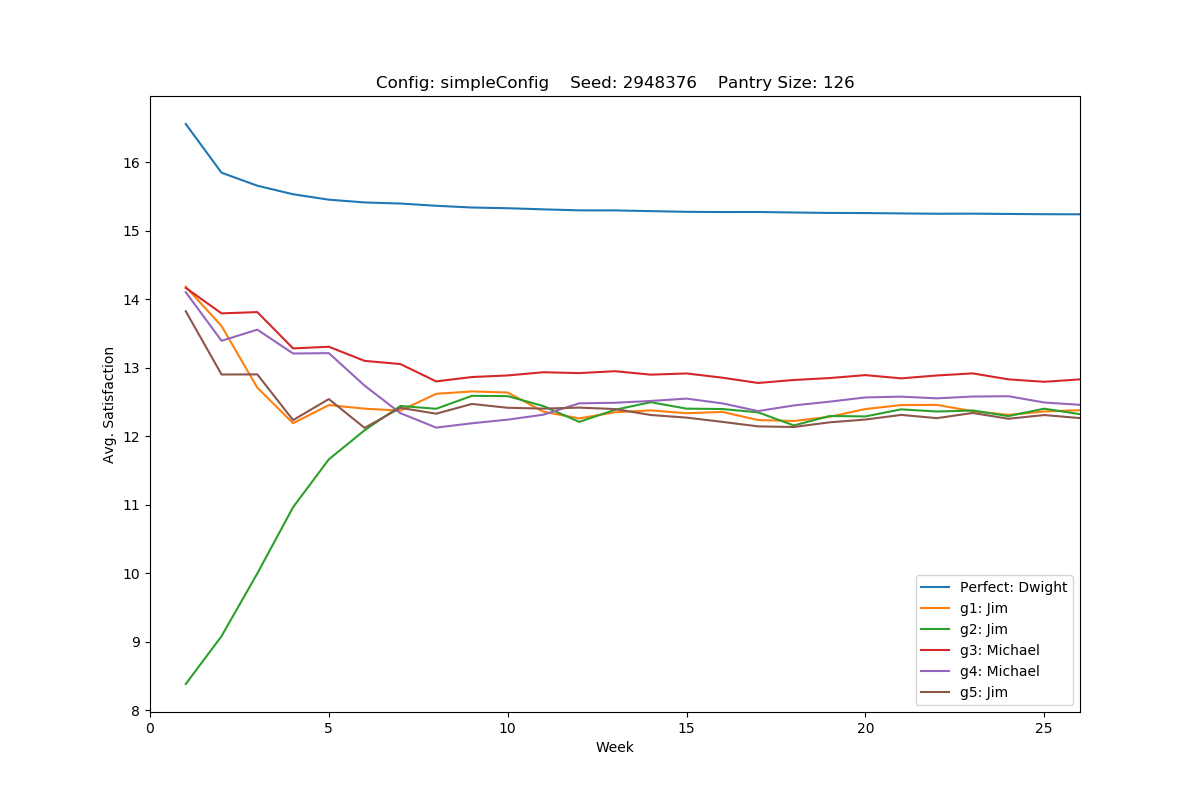 Config: simpleConfig    Seed: 2948376    Pantry Size: 126
Avg. Satisfaction
16
15
14
13
12
11
10
9
8
0 5 10 15 20 25
Week
Perfect: Dwight
g1: Jim
g2: Jim
g3: Michael
g4: Michael
g5: Jim